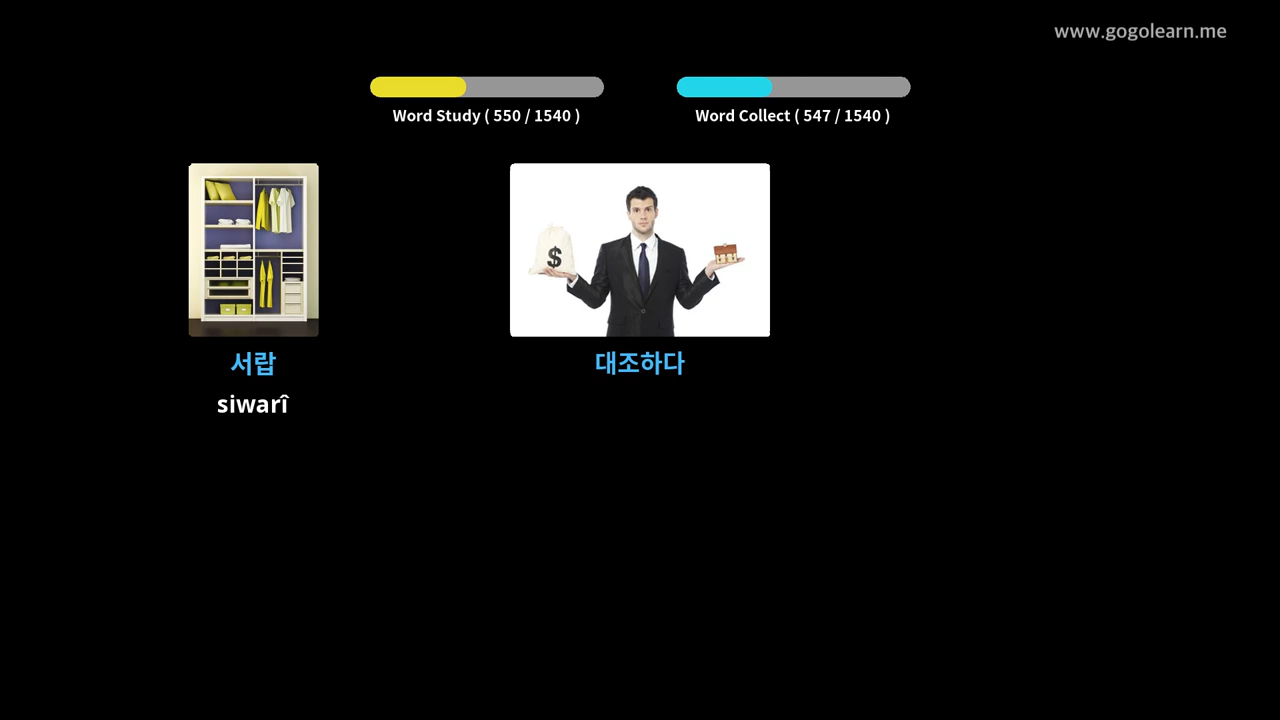 www.gogolearn.me
Word Study ( 550 / 1540 )
Word Collect ( 547 / 1540 )
$
서랍
대조하다
siwarî